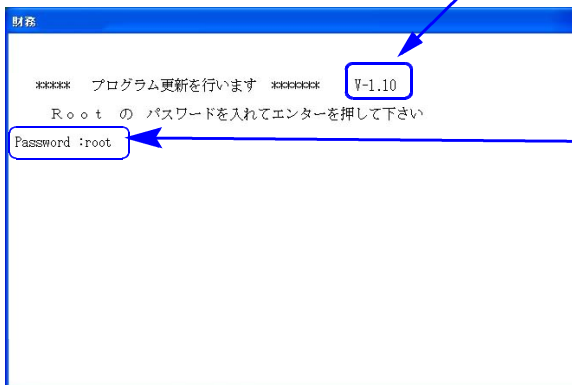 財務
***** プログラム更新を行います ******* V-1.10
Ｒｏｏｔ の パスワードを入れてエンターを押して下さい
Password :root